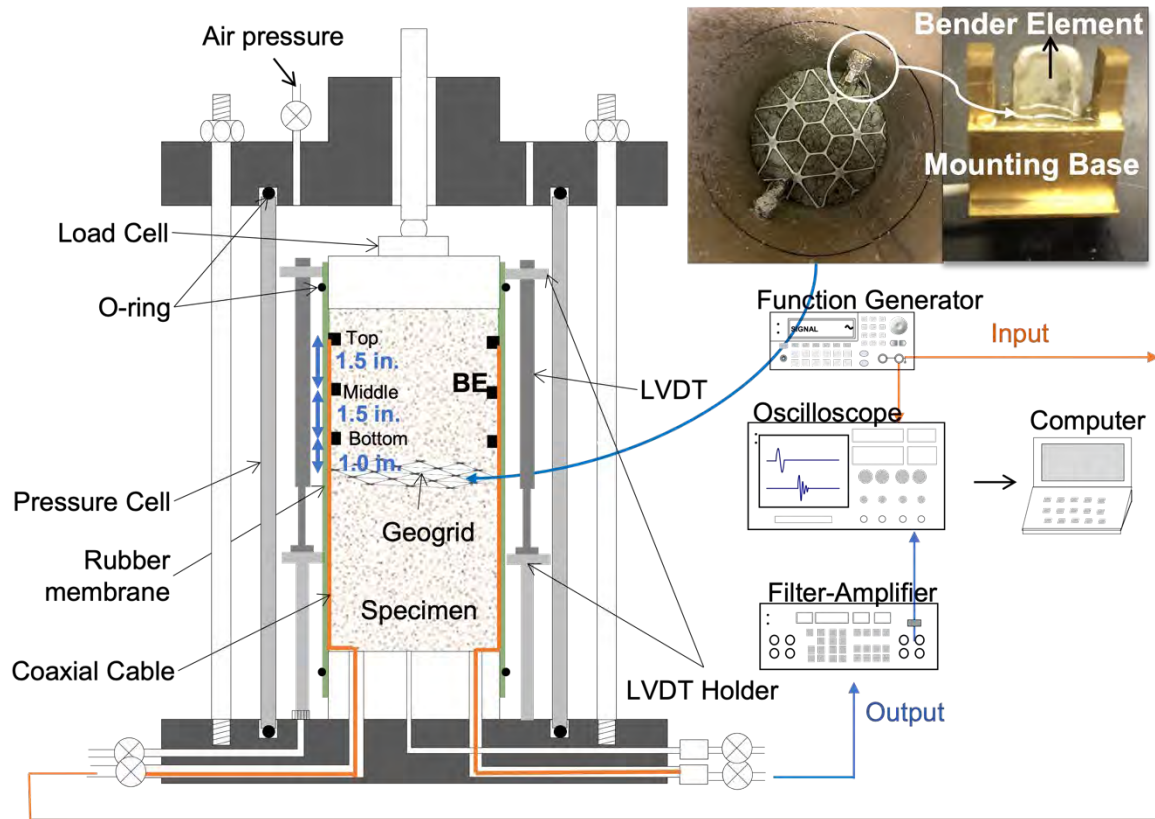 Air pressure
Bender Element
Mounting Base
Load Cell
O-ring
Function Generator
SIGNAL
Input
Top
1.5 in.
Middle
BE
1.5 in.
Bottom
1.0 in.
LVDT
Oscilloscope
Computer
Pressure Cell
Geogrid
Rubber
membrane
Specimen
Filter-Amplifier
Coaxial Cable
LVDT Holder
Output